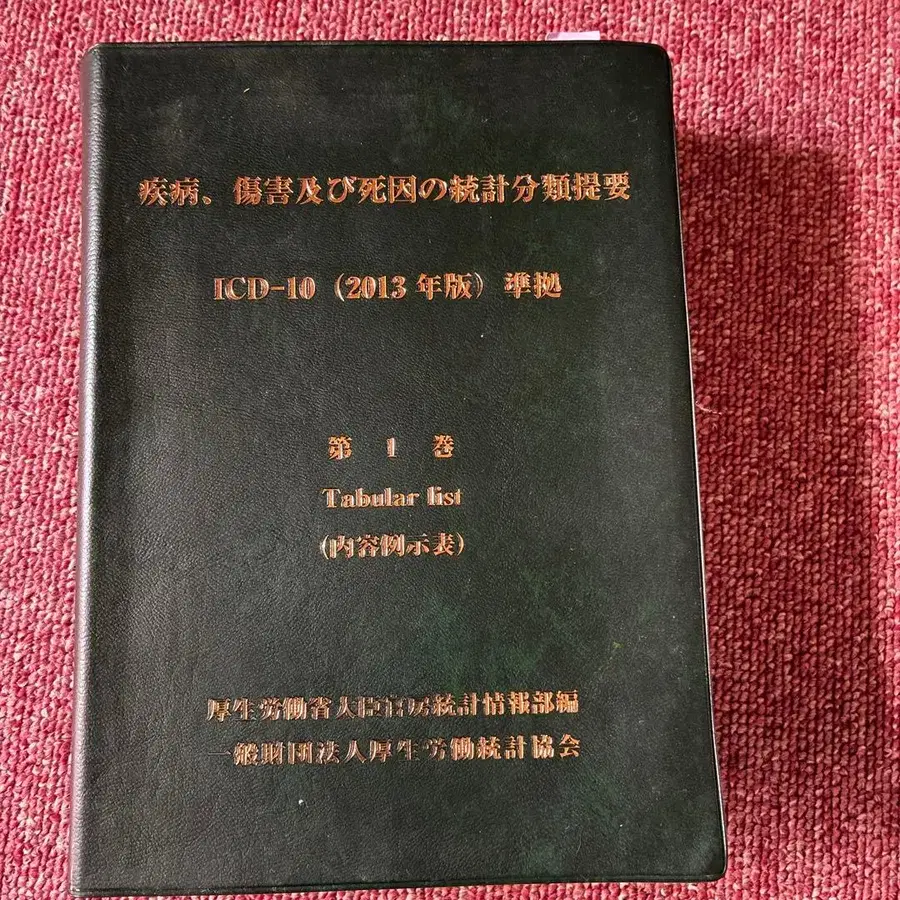 疾病、傷害及び死因の統計分類提要
ICD-10（2013年版）準拠
第 1 巻
Tabular list
(内容例示表)
厚生労働省大臣官房統計情報部編
一般財団法人厚生労働統計協会